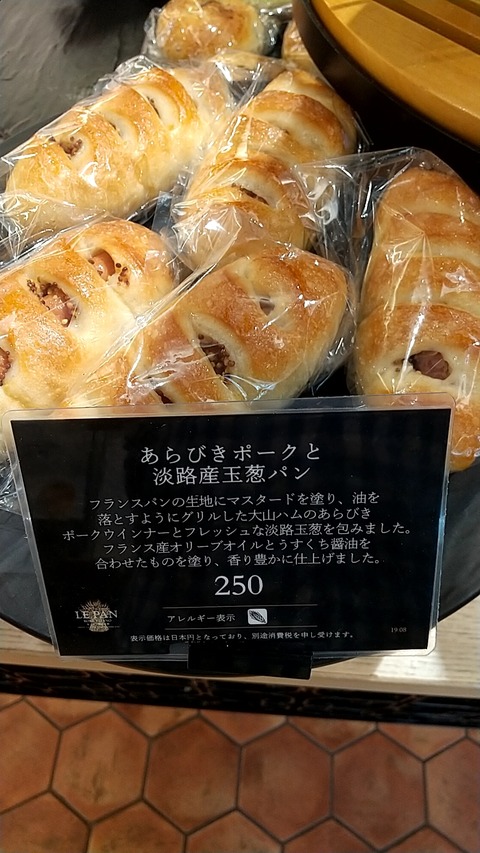 あらびきポークと
淡路産玉葱パン
フランスパンの生地にマスタードを塗り、油を
落とすようにグリルした大山ハムのあらびき
ポークウインナーとフレッシュな淡路玉葱を包みました。
フランス産オリーブオイルとうすくち醤油を
合わせたものを塗り、香り豊かに仕上げました。
250
アレルギー表示
LE PAN
表示価格は日本円となっており、別途消費税を申し受けます。
19.08